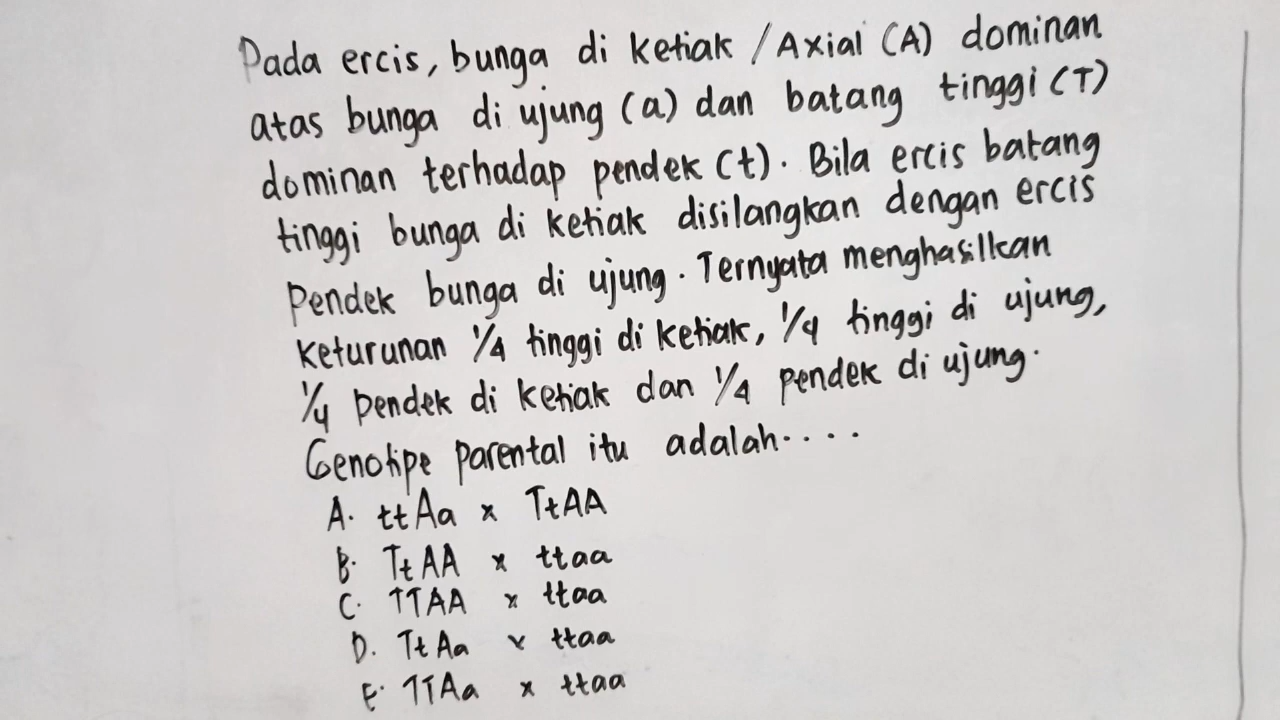 Pada ercis, bunga di ketiak / Axial (A) dominan
atas bunga di ujung (a) dan batang tinggi (T)
dominan terhadap pendek (t). Bila ercis batang
tinggi bunga di ketiak disilangkan dengan ercis
Pendek bunga di ujung. Ternyata menghasilkan
keturunan 1/4 tinggi di ketiak, 1/4 tinggi di ujung,
1/4 pendek di ketiak dan 1/4 pendek di ujung.
Genotipe parental itu adalah....
A. ttAa x TtAA
B. TtAA x ttaa
C. TTAA x ttaa
D. TtAa x ttaa
E. TTAa x ttaa